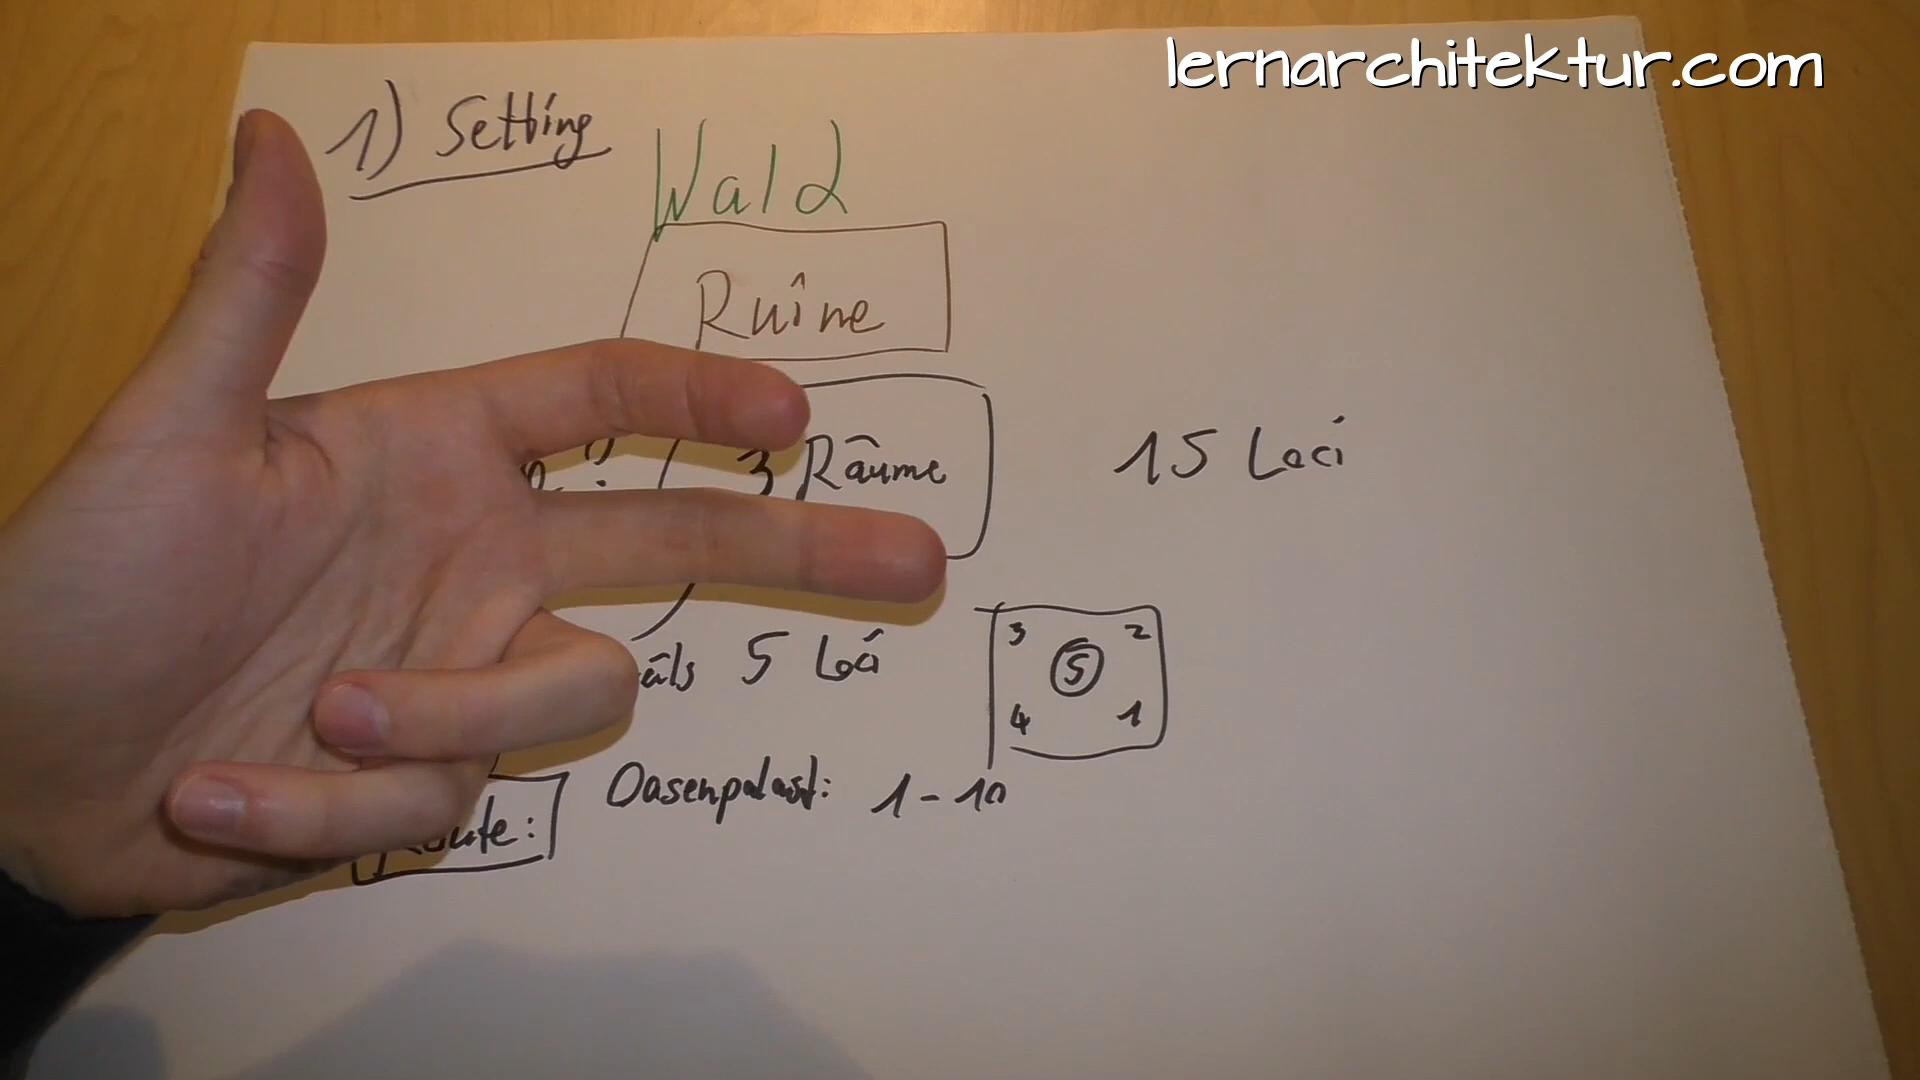 lernarchitektur.com
1) Setting
Wald
Ruine
3 Räume
15 Loci
5 Loci
3 2
5
4 1
Oasenpalast: 1-10